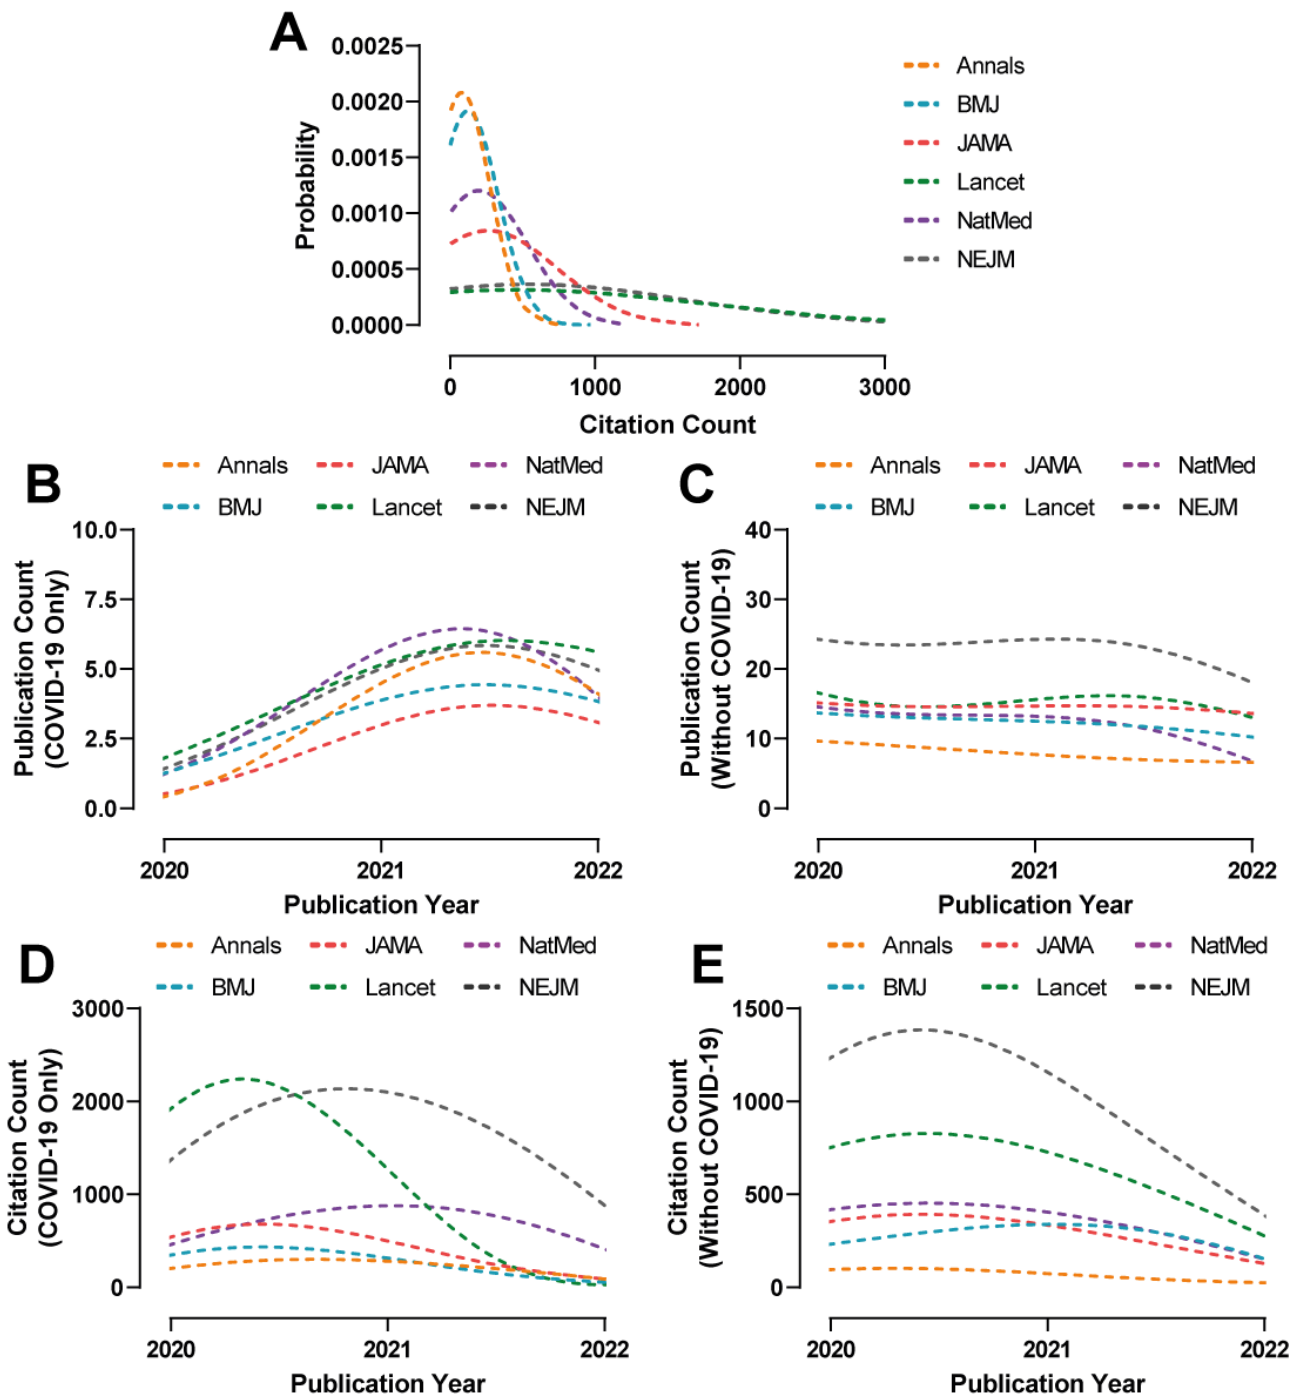 A
0.0025
0.0020
0.0015
0.0010
0.0005
0.0000
Probability
0 1000 2000 3000
Citation Count
Annals
BMJ
JAMA
Lancet
NatMed
NEJM
B
Annals JAMA NatMed
BMJ Lancet NEJM
10.0
7.5
5.0
2.5
0.0
Publication Count
(COVID-19 Only)
2020 2021 2022
Publication Year
C
Annals JAMA NatMed
BMJ Lancet NEJM
40
30
20
10
0
Publication Count
(Without COVID-19)
2020 2021 2022
Publication Year
D
Annals JAMA NatMed
BMJ Lancet NEJM
3000
2000
1000
0
Citation Count
(COVID-19 Only)
2020 2021 2022
Publication Year
E
Annals JAMA NatMed
BMJ Lancet NEJM
1500
1000
500
0
Citation Count
(Without COVID-19)
2020 2021 2022
Publication Year